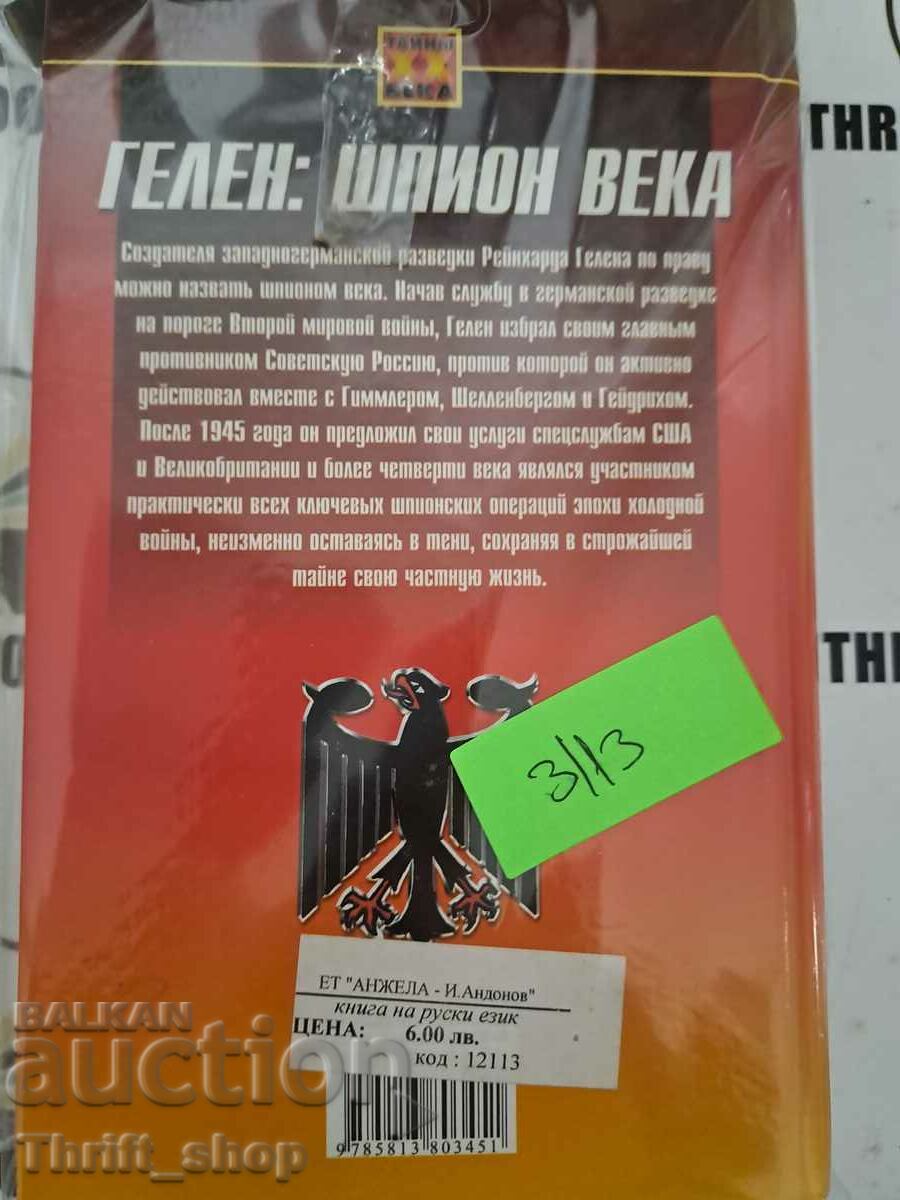 ТАЙНЫ
XX
ВЕКА
THR
ГЕЛЕН: ШПИОН ВЕКА
Создателя западногерманской разведки Рейнхарда Гелена по праву
можно назвать шпионом века. Начав службу в германской разведке
на пороге Второй мировой войны, Гелен избрал своим главным
противником Советскую Россию, против которой он активно
действовал вместе с Гиммлером, Шелленбергом и Гейдрихом.
После 1945 года он предложил свои услуги спецслужбам США
и Великобритании и более четверти века являлся участником
практически всех ключевых шпионских операций эпохи холодной
войны, неизменно оставаясь в тени, сохраняя в строжайшей
тайне свою частную жизнь.
THR
3/13
ЕТ "АНЖЕЛА - И.Андонов"
книга на руски език
ЦЕНА: 6.00 лв.
код : 12113
BALKAN
auction
Thrift_shop
9 785813 803451